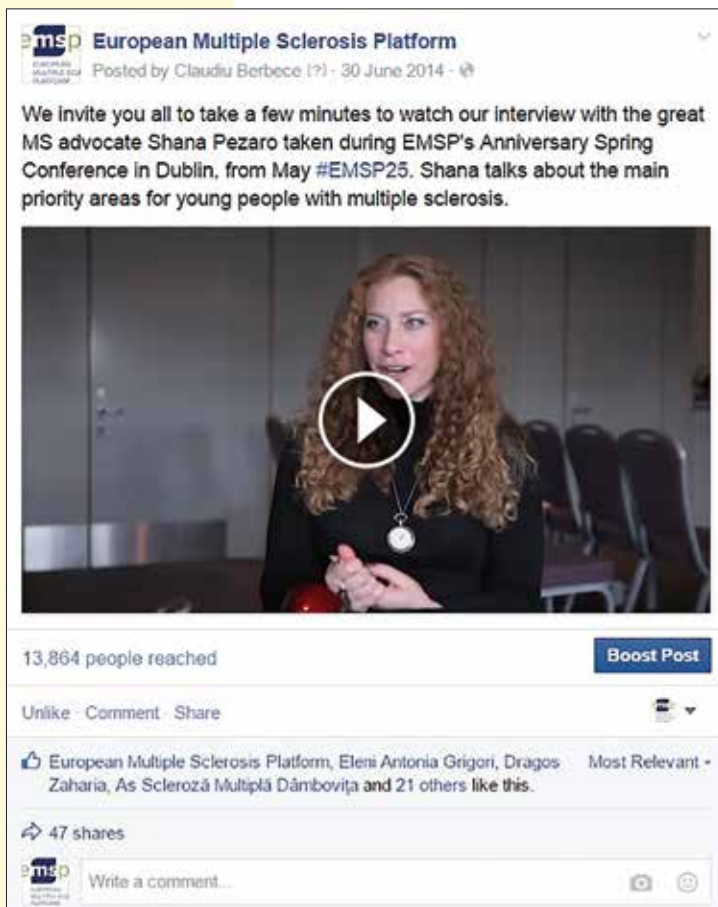 emsp
European Multiple Sclerosis Platform
Posted by Claudiu Berbece [?] · 30 June 2014 ·
We invite you all to take a few minutes to watch our interview with the great
MS advocate Shana Pezaro taken during EMSP's Anniversary Spring
Conference in Dublin, from May #EMSP25. Shana talks about the main
priority areas for young people with multiple sclerosis.
13,864 people reached
Boost Post
Unlike · Comment · Share
European Multiple Sclerosis Platform, Eleni Antonia Grigori, Dragos Most Relevant
Zaharia, As Scleroză Multiplă Dâmbovița and 21 others like this.
47 shares
emsp
Write a comment...